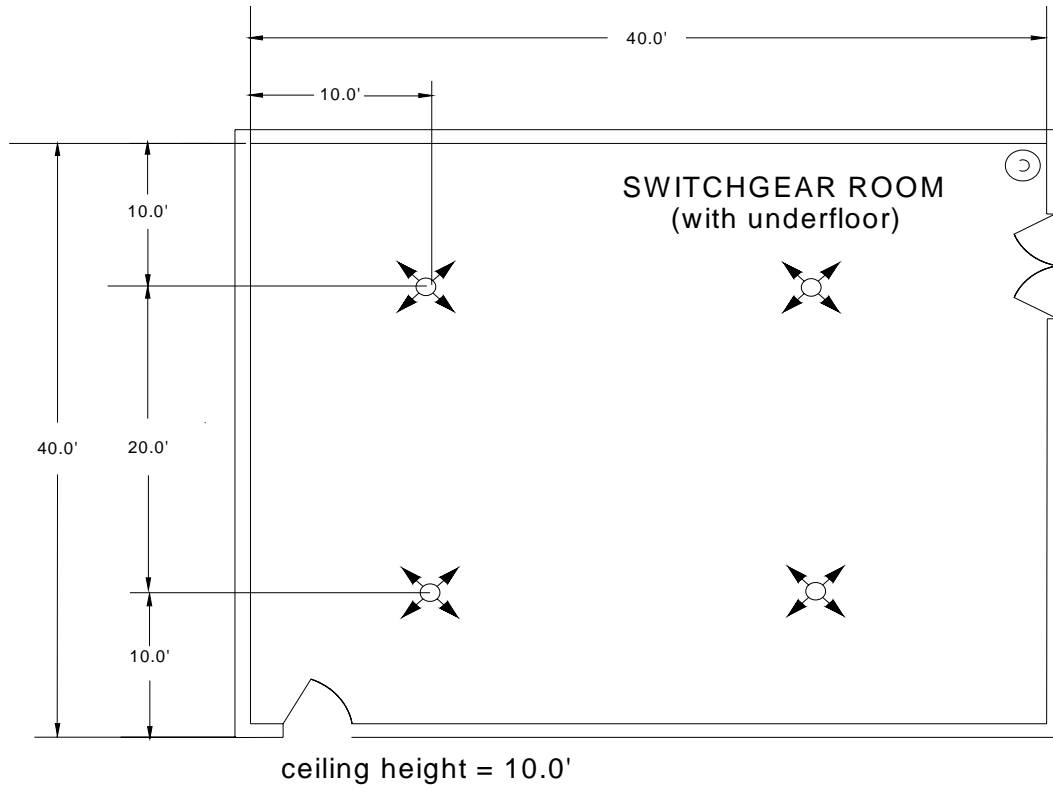 40.0'
10.0'
SWITCHGEAR ROOM
(with underfloor)
10.0'
40.0'
20.0'
10.0'
ceiling height = 10.0'